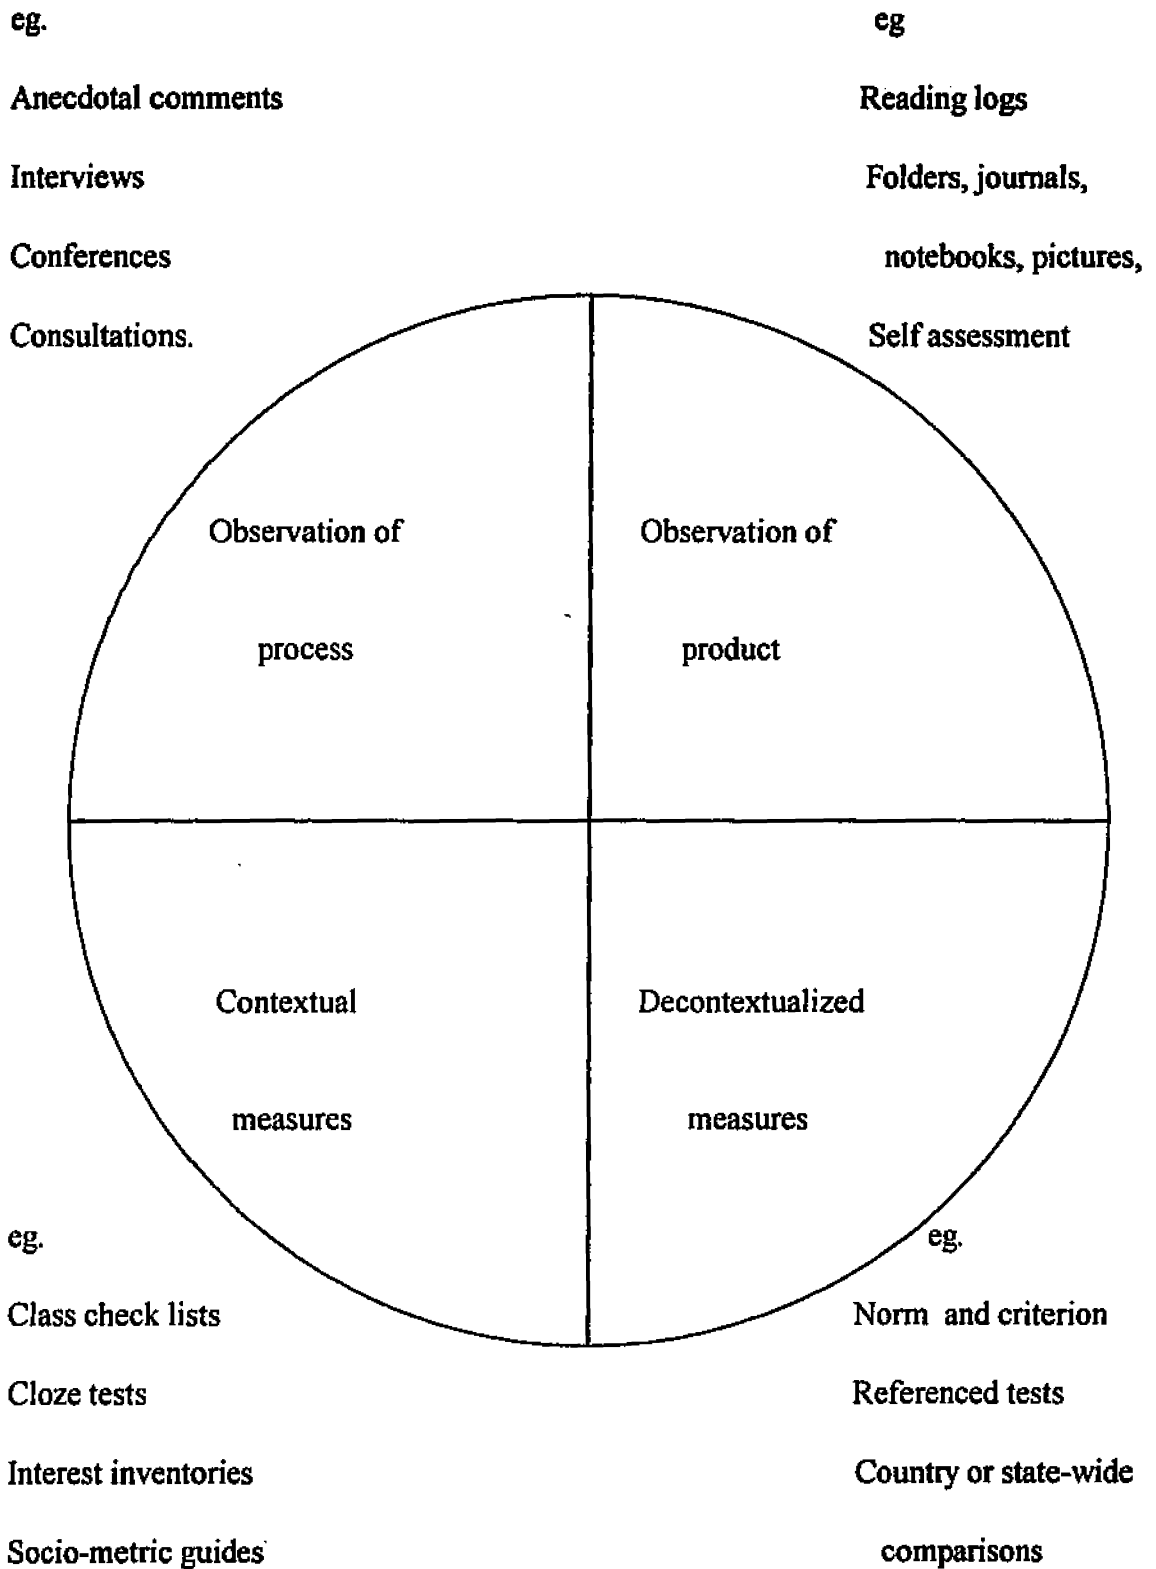 eg.
Anecdotal comments
Interviews
Conferences
Consultations.
eg
Reading logs
Folders, journals,
notebooks, pictures,
Self assessment
Observation of
process
Observation of
product
Contextual
measures
Decontextualized
measures
eg.
Class check lists
Cloze tests
Interest inventories
Socio-metric guides
eg.
Norm and criterion
Referenced tests
Country or state-wide
comparisons